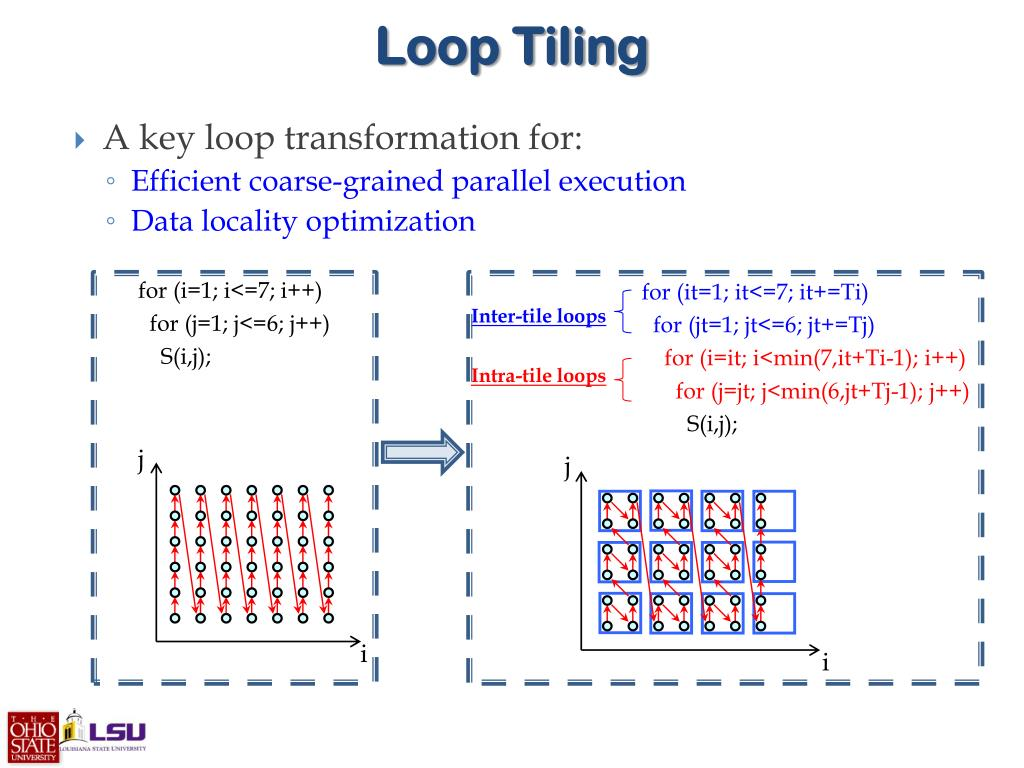 Loop Tiling
A key loop transformation for:
Efficient coarse-grained parallel execution
Data locality optimization
for (i=1; i<=7; i++)
for (j=1; j<=6; j++)
S(i,j);
j
i
Inter-tile loops
Intra-tile loops
for (it=1; it<=7; it+=Ti)
for (jt=1; jt<=6; jt+=Tj)
for (i=it; i<min(7,it+Ti-1); i++)
for (j=jt; j<min(6,jt+Tj-1); j++)
S(i,j);
j
i
T · H · E
OHIO
STATE
UNIVERSITY
LSU
LOUISIANA STATE UNIVERSITY